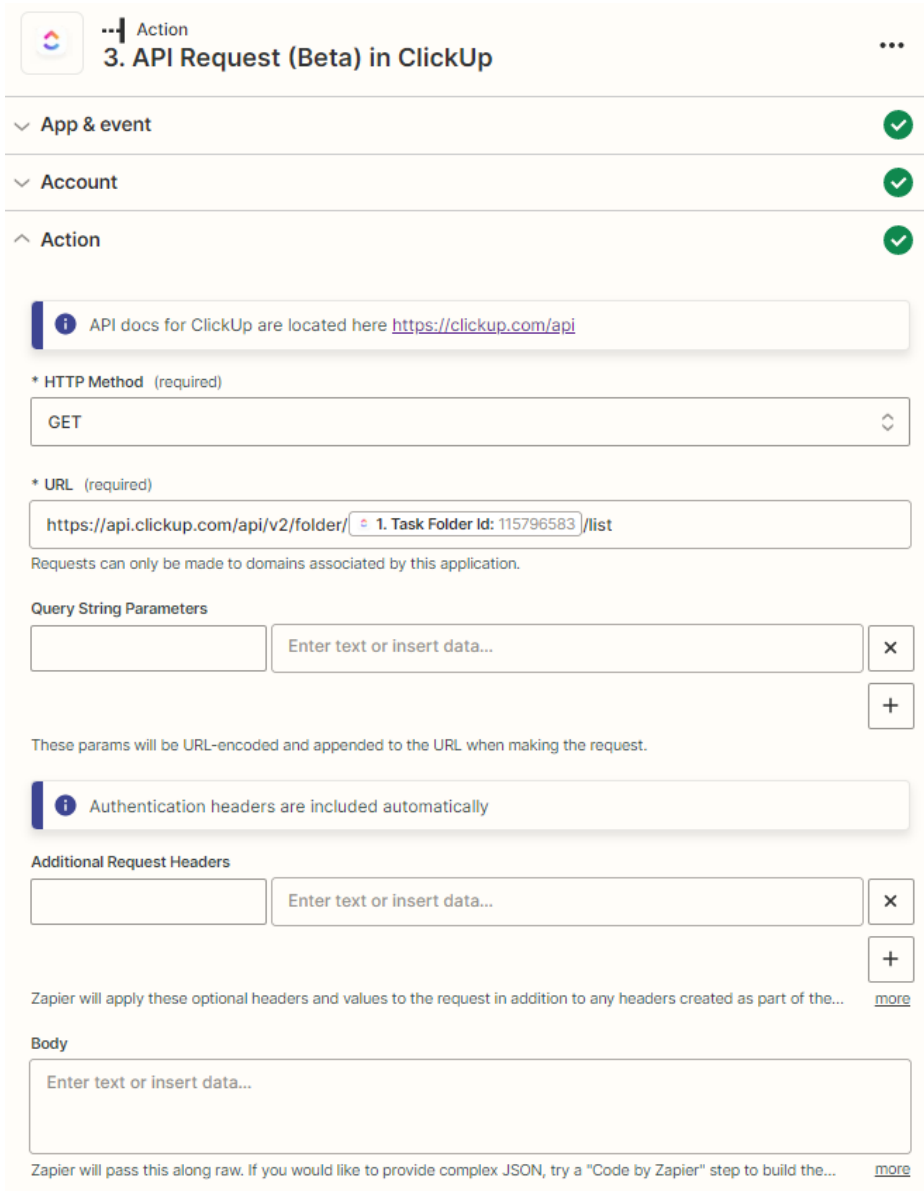 Action
3. API Request (Beta) in ClickUp
App & event
Account
Action
API docs for ClickUp are located here https://clickup.com/api
* HTTP Method (required)
GET
* URL (required)
https://api.clickup.com/api/v2/folder/ 1. Task Folder Id: 115796583 /list
Requests can only be made to domains associated by this application.
Query String Parameters
Enter text or insert data...
These params will be URL-encoded and appended to the URL when making the request.
Authentication headers are included automatically
Additional Request Headers
Enter text or insert data...
Zapier will apply these optional headers and values to the request in addition to any headers created as part of the... more
Body
Enter text or insert data...
Zapier will pass this along raw. If you would like to provide complex JSON, try a "Code by Zapier" step to build the... more